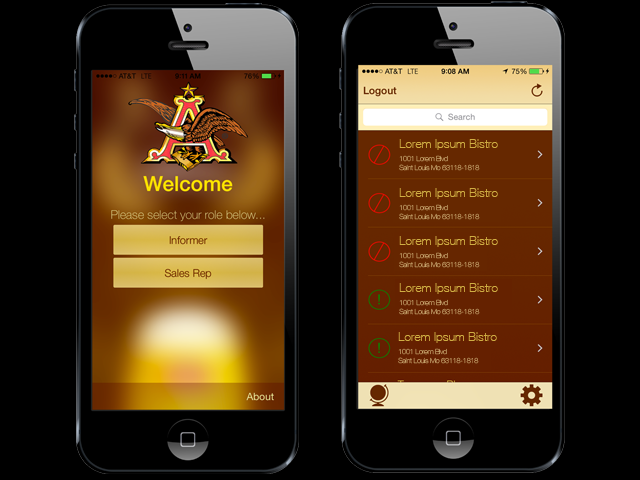 AT&T LTE
9:11 AM
76%
A
Welcome
Please select your role below...
Informer
Sales Rep
About
AT&T LTE
9:08 AM
75%
Logout
Search
Lorem Ipsum Bistro
1001 Lorem Blvd
Saint Louis Mo 63118-1818
Lorem Ipsum Bistro
1001 Lorem Blvd
Saint Louis Mo 63118-1818
Lorem Ipsum Bistro
1001 Lorem Blvd
Saint Louis Mo 63118-1818
Lorem Ipsum Bistro
1001 Lorem Blvd
Saint Louis Mo 63118-1818
Lorem Ipsum Bistro
1001 Lorem Blvd
Saint Louis Mo 63118-1818